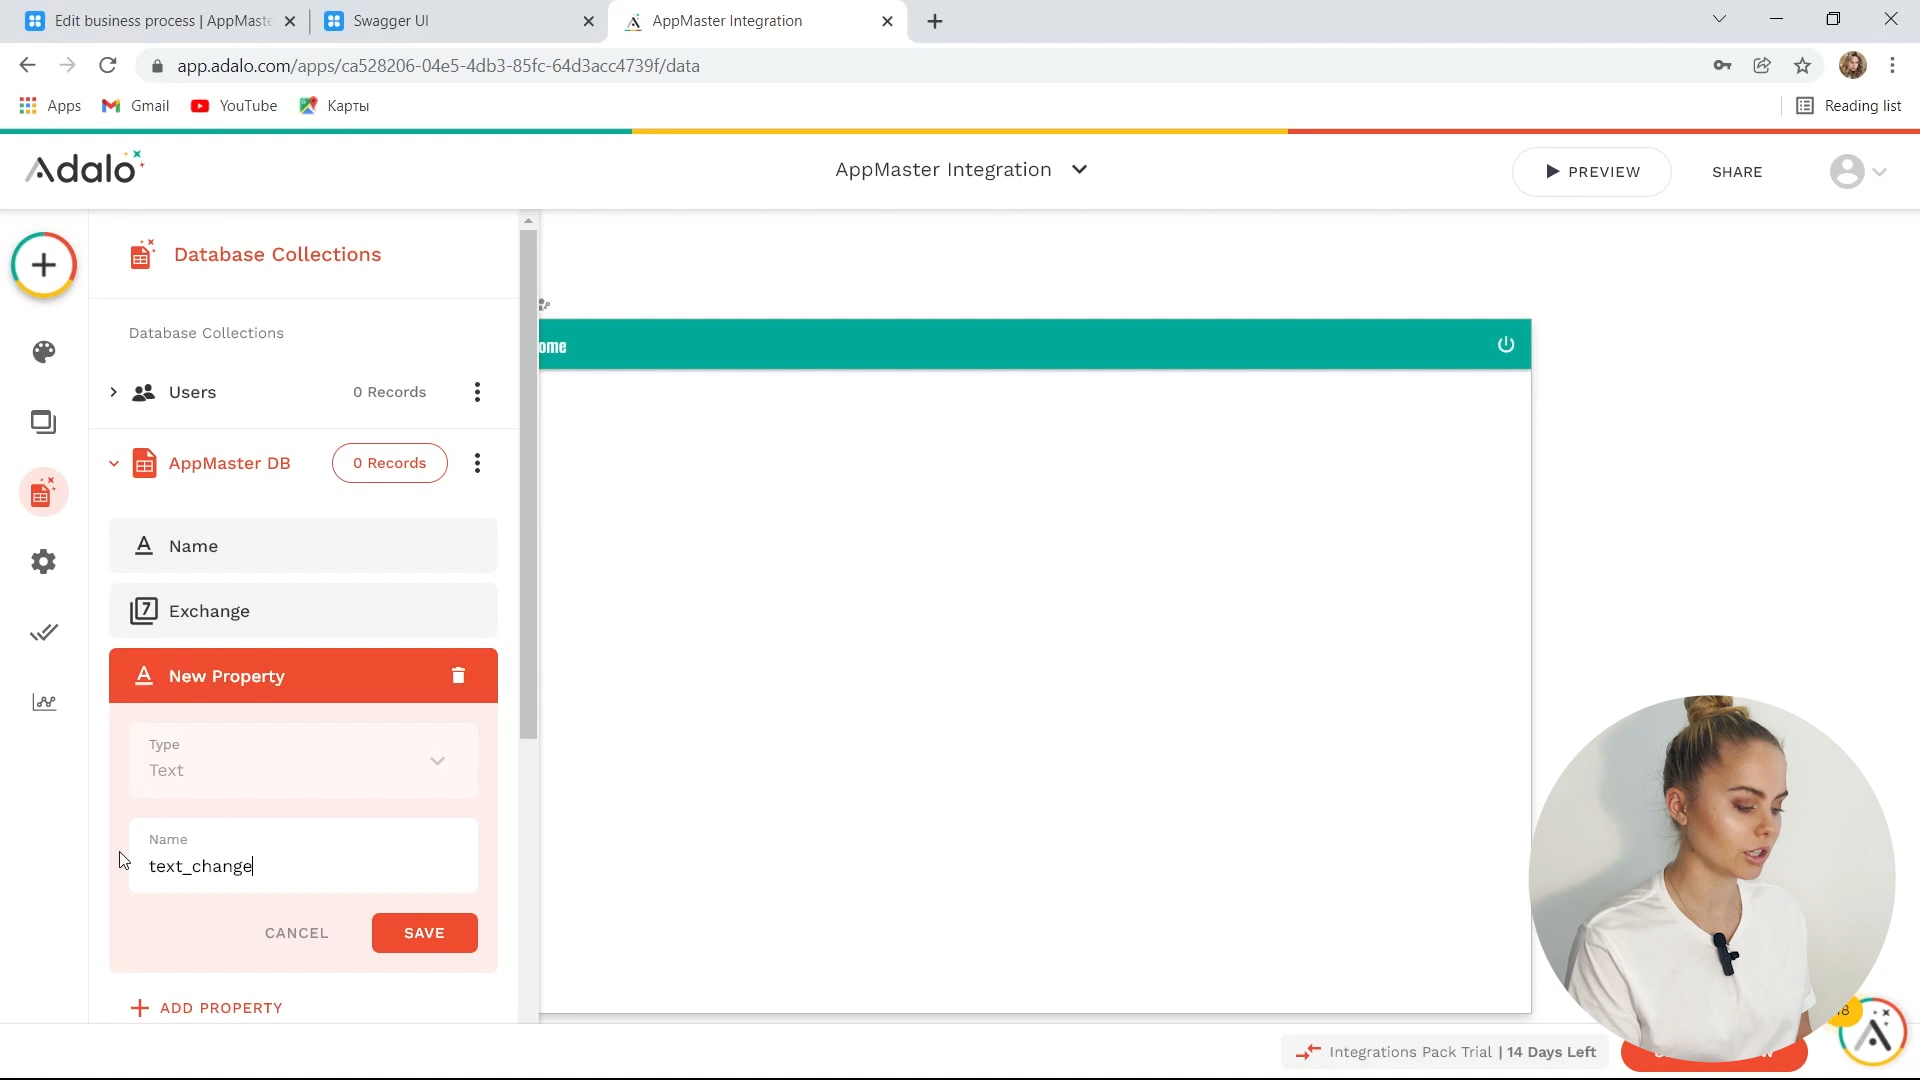 Edit business process | AppMaste
Swagger UI
AppMaster Integration
app.adalo.com/apps/ca528206-04e5-4db3-85fc-64d3acc4739f/data
Apps
Gmail
YouTube
Карты
Reading list
Adalo
AppMaster Integration
PREVIEW
SHARE
Database Collections
Database Collections
Users
0 Records
AppMaster DB
0 Records
ome
Name
7
Exchange
New Property
Type
Text
Name
text_change
CANCEL
SAVE
ADD PROPERTY
Integrations Pack Trial | 14 Days Left